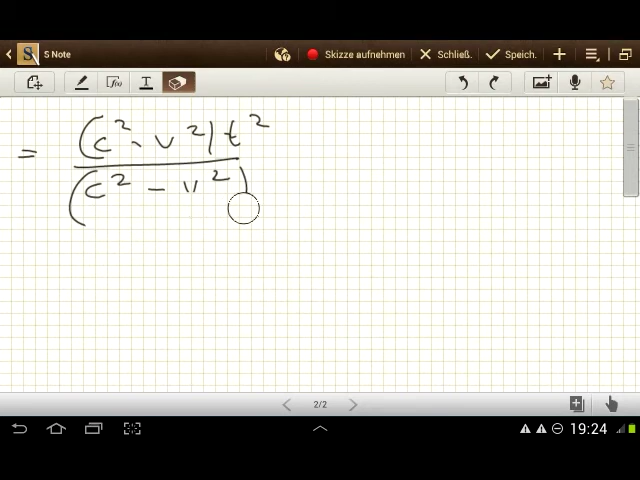 S Note Skizze aufnehmen Schließ. Speich.
f(x) T
= (c² - v²) t²
(c² - v²)
2/2
19:24